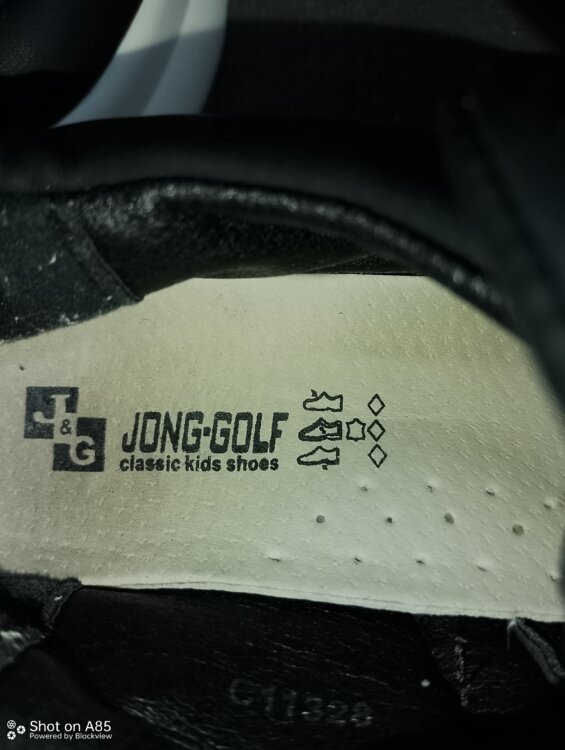 J
&
G
JONG·GOLF
classic kids shoes
C11328
Shot on A85
Powered by Blackview